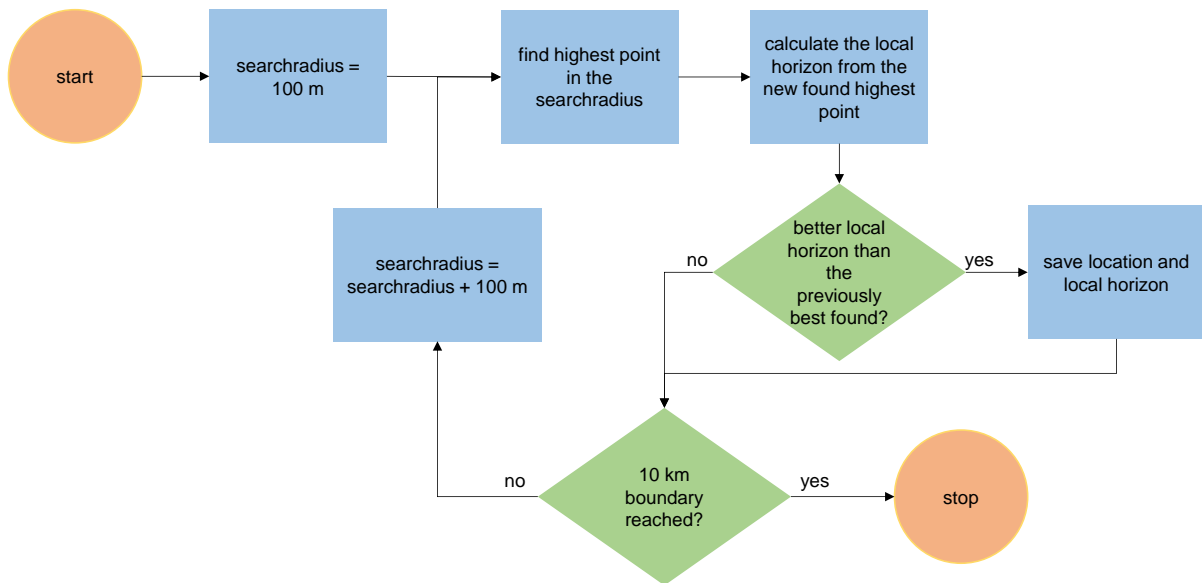 start
searchradius =
100 m
find highest point
in the
searchradius
calculate the local
horizon from the
new found highest
point
searchradius =
searchradius + 100 m
no
better local
horizon than
the
previously
best found?
yes
save location and
local horizon
no
10 km
boundary
reached?
yes
stop